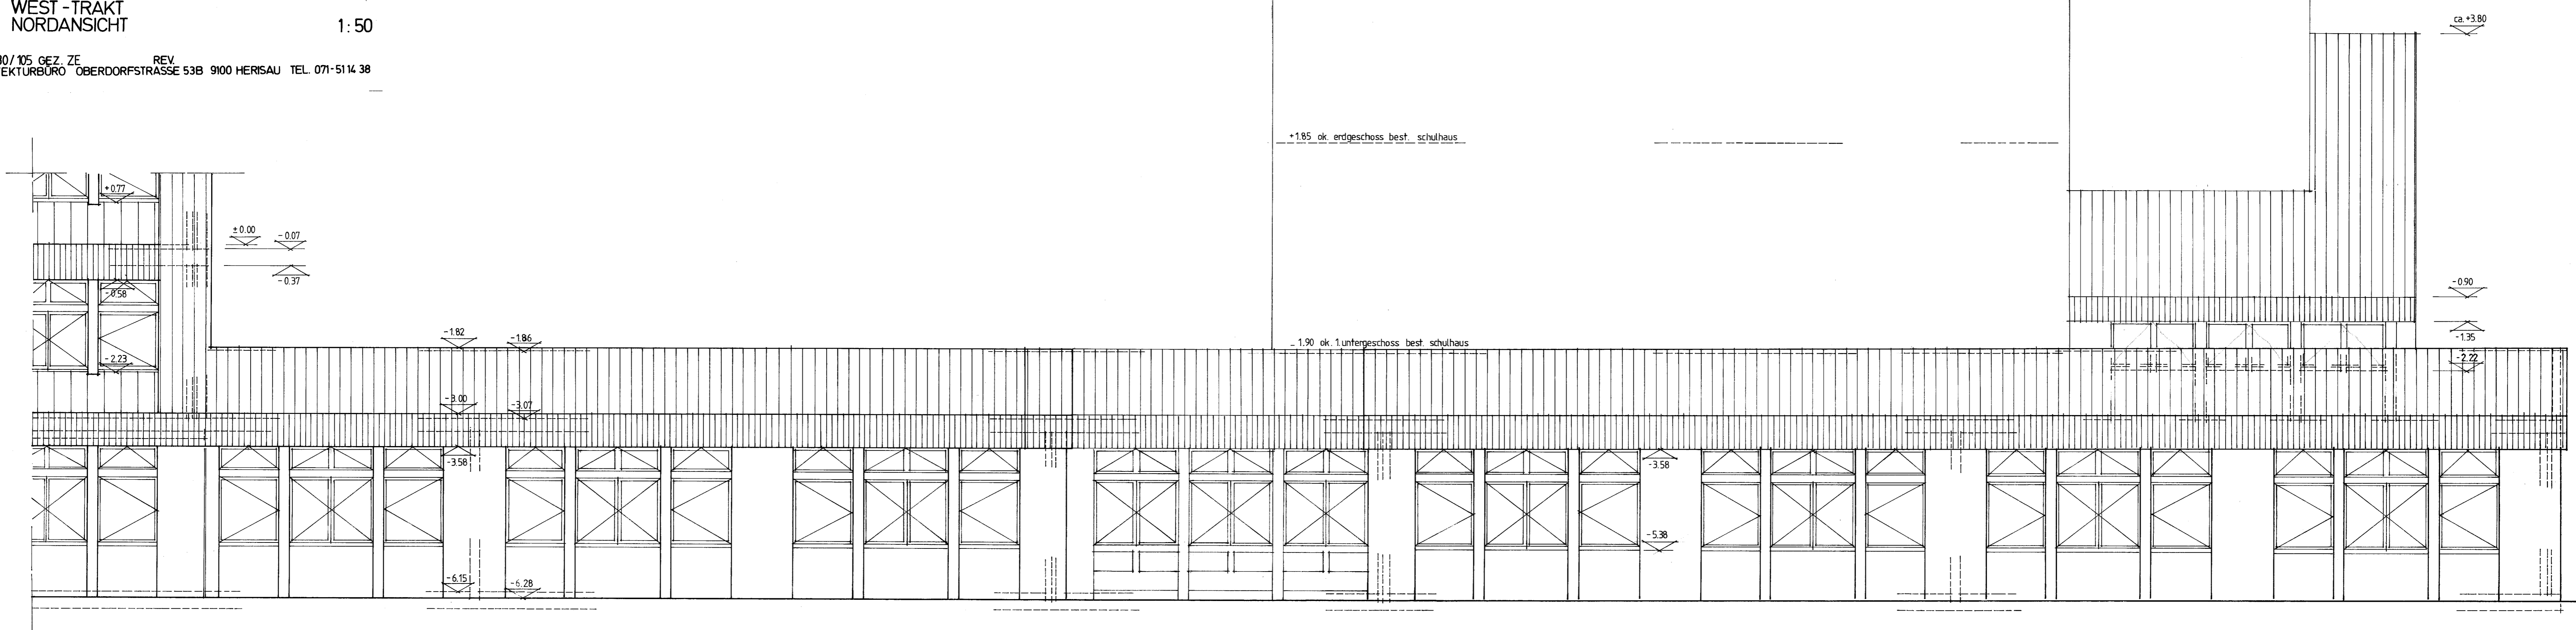 WEST-TRAKT
NORDANSICHT 1:50
/105 GEZ. ZE REV.
OBERDORFSTRASSE 53B 9100 HERISAU TEL. 071-51 14 38
ca. +3.80
+1.85 ok. erdgeschoss best. schulhaus
+0.77
±0.00
-0.07
-0.37
-0.58
-0.90
-1.35
-1.82
-1.86
-1.90 ok. 1.untergeschoss best. schulhaus
-2.23
-2.22
-3.00
-3.07
-3.58
-3.58
-5.38
-6.15
-6.28